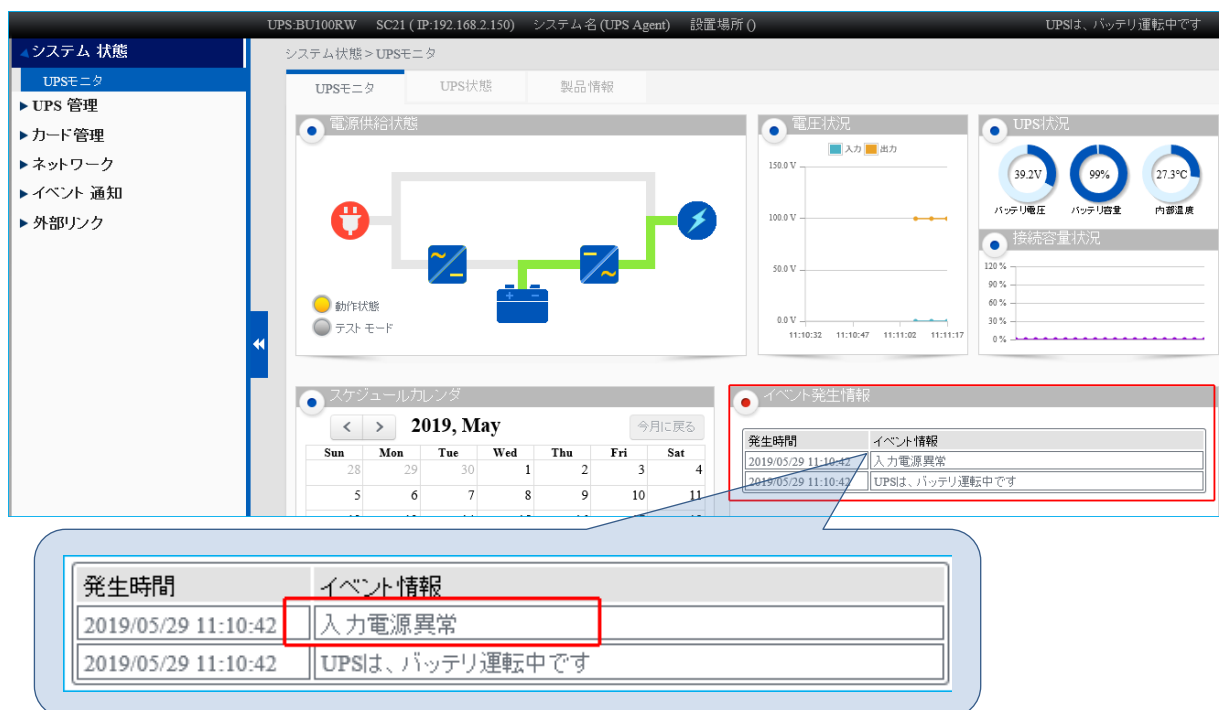 UPS:BU100RW SC21 ( IP:192.168.2.150) システム名 (UPS Agent) 設置場所 () UPSは、バッテリ運転中です
システム 状態
UPSモニタ
UPS 管理
カード管理
ネットワーク
イベント 通知
外部リンク
システム状態 > UPSモニタ
UPSモニタ UPS状態 製品情報
電源供給状態
動作状態
テスト モード
電圧状況
入力 出力
150.0 V
100.0 V
50.0 V
0.0 V
11:10:32 11:10:47 11:11:02 11:11:17
UPS状況
39.2V 99% 27.3°C
バッテリ電圧 バッテリ容量 内部温度
接続容量状況
120 %
90 %
60 %
30 %
0 %
スケジュールカレンダ
< > 2019, May 今月に戻る
Sun Mon Tue Wed Thu Fri Sat
28 29 30 1 2 3 4
5 6 7 8 9 10 11
イベント発生情報
発生時間 イベント情報
2019/05/29 11:10:42 入力電源異常
2019/05/29 11:10:42 UPSは、バッテリ運転中です
発生時間 イベント情報
2019/05/29 11:10:42 入力電源異常
2019/05/29 11:10:42 UPSは、バッテリ運転中です